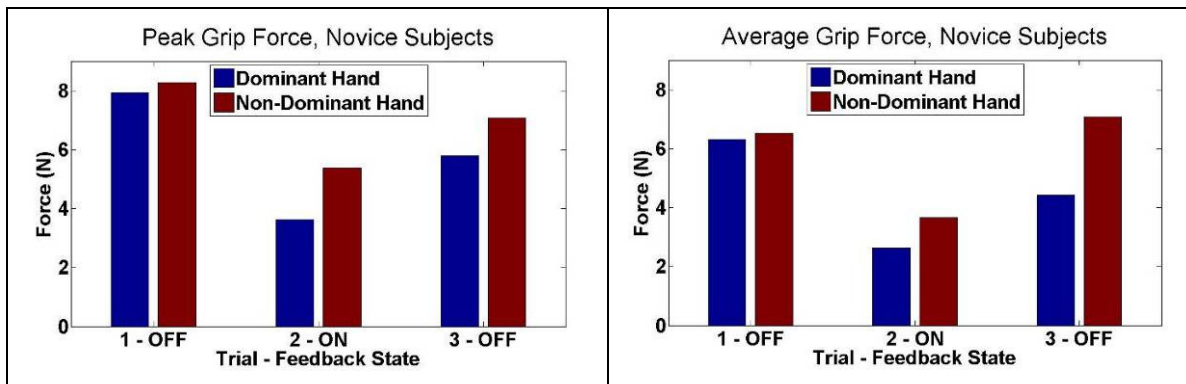 Peak Grip Force, Novice Subjects
Dominant Hand
Non-Dominant Hand
8
6
4
2
0
Force (N)
1 - OFF 2 - ON 3 - OFF
Trial - Feedback State
Average Grip Force, Novice Subjects
Dominant Hand
Non-Dominant Hand
8
6
4
2
0
Force (N)
1 - OFF 2 - ON 3 - OFF
Trial - Feedback State